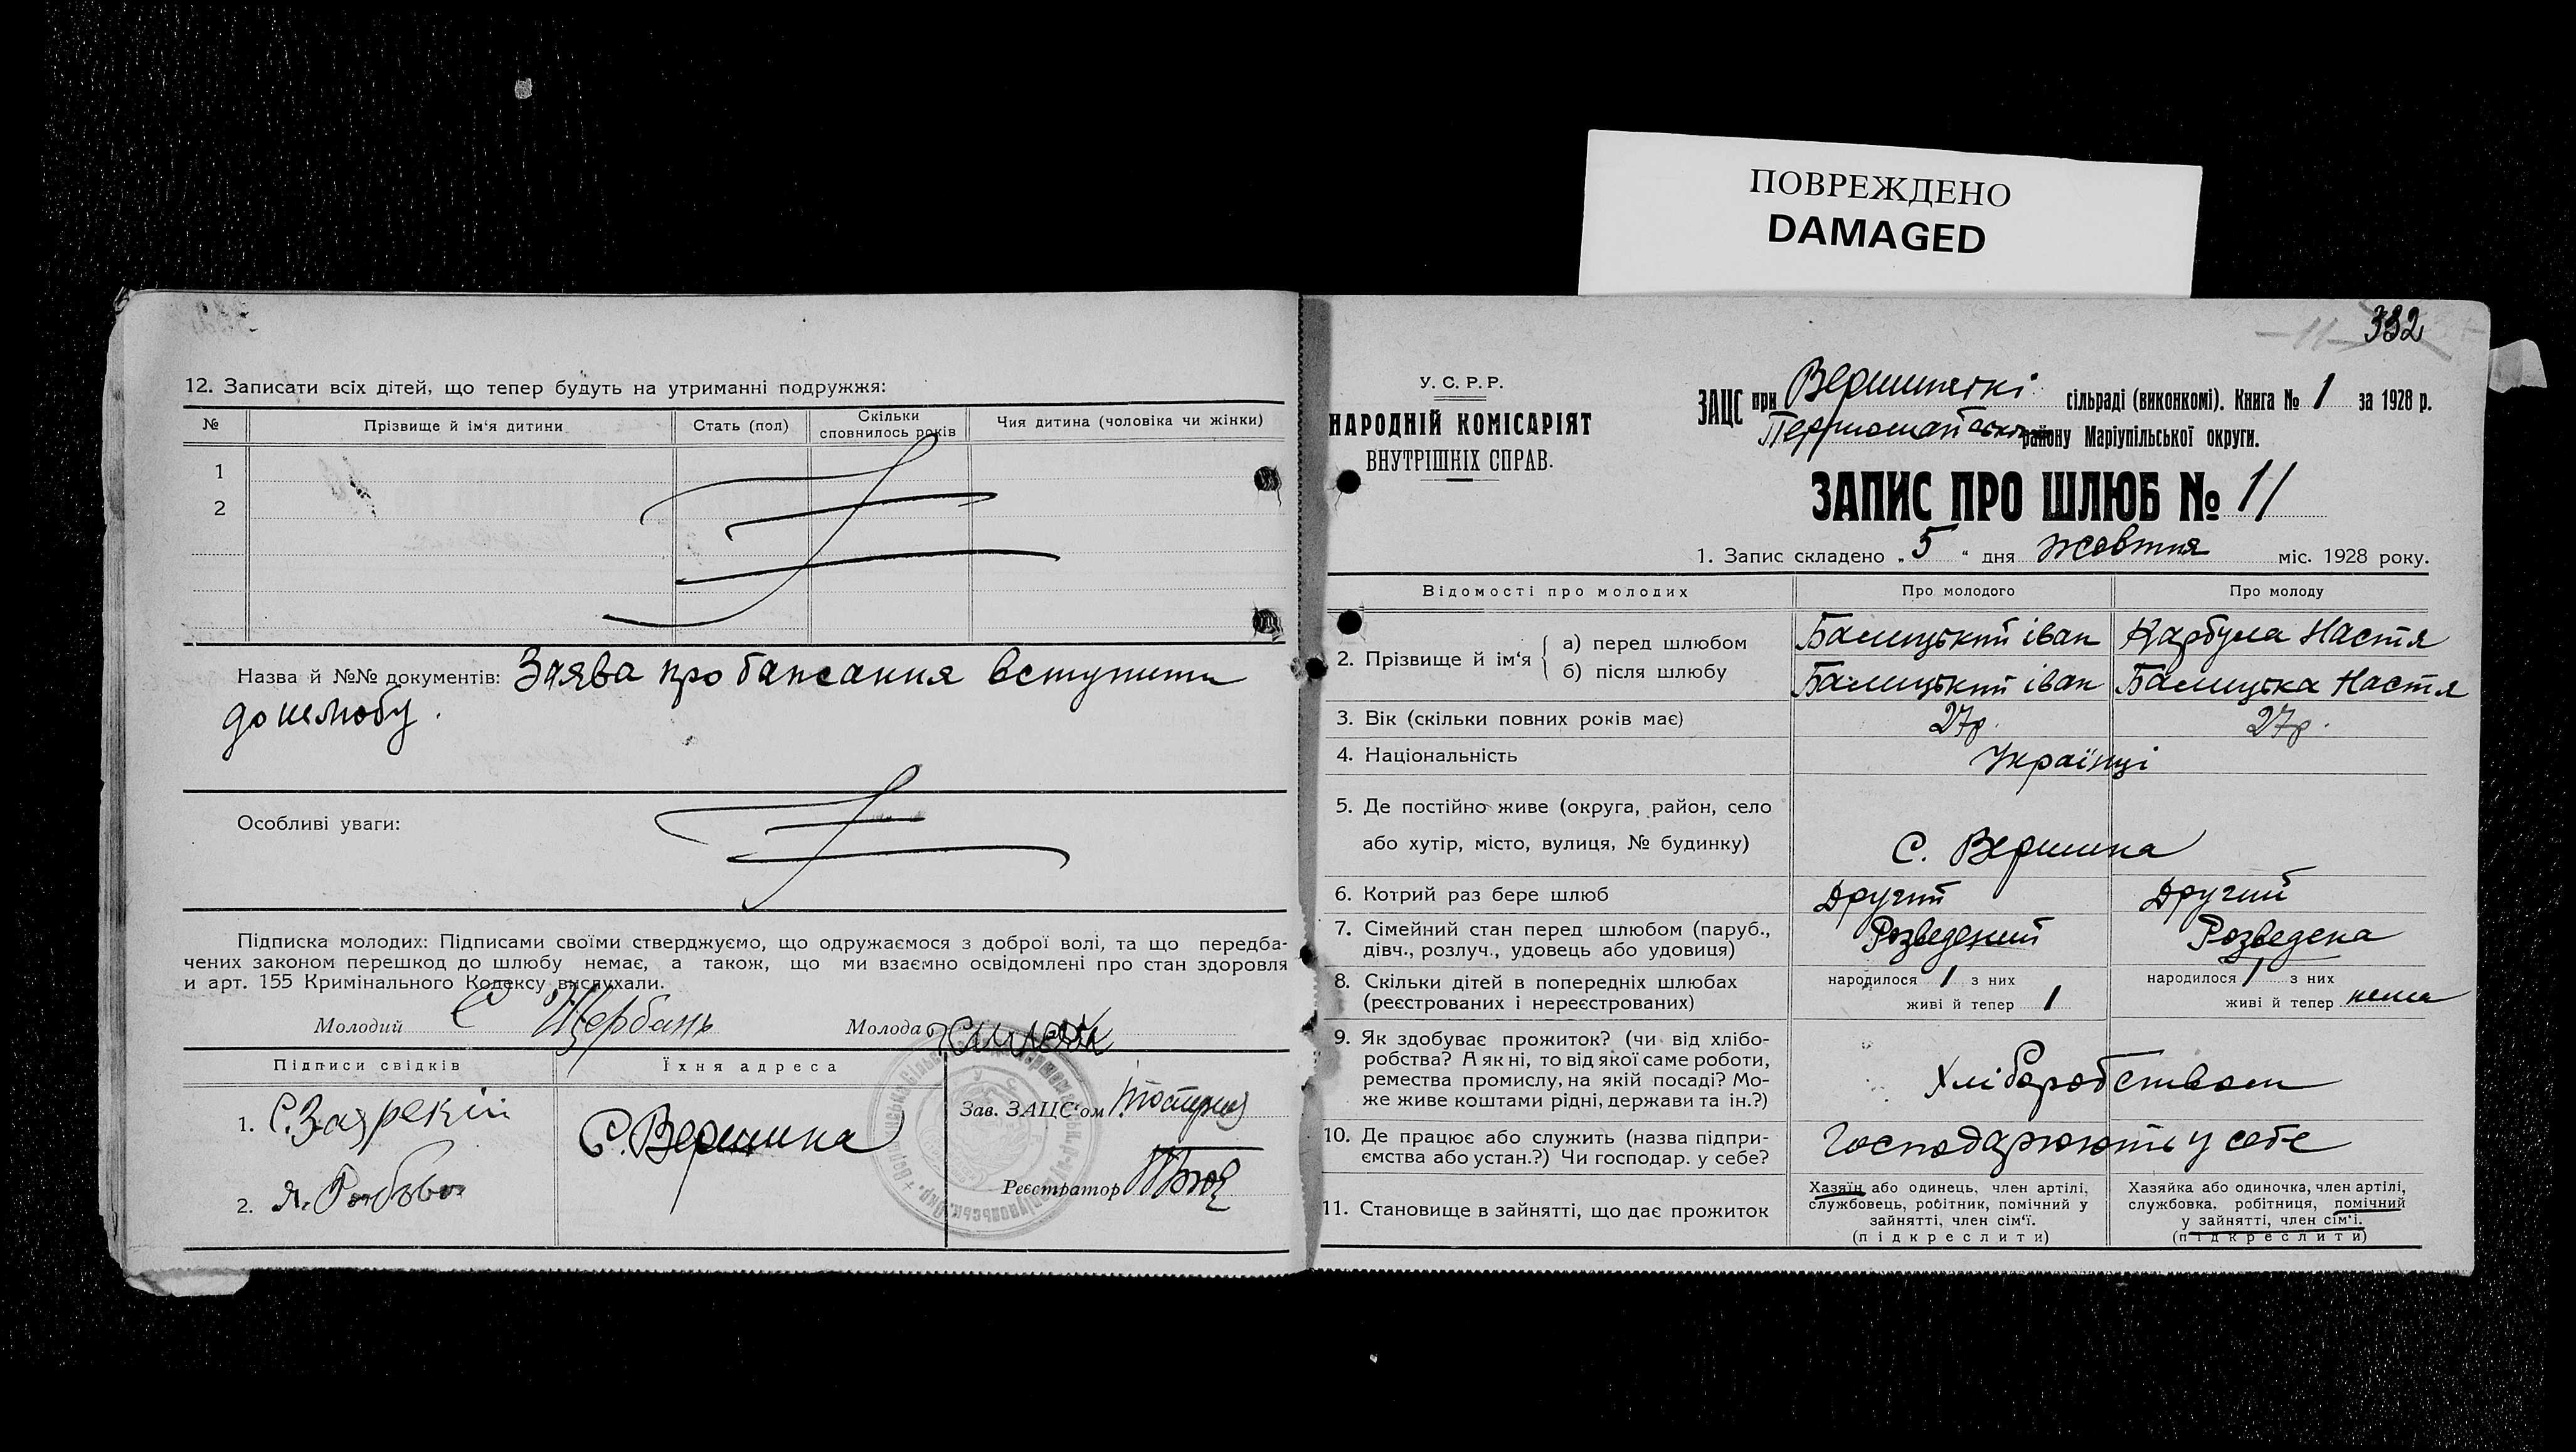 ПОВРЕЖДЕНО
DAMAGED
12. Записати всіх дітей, що тепер будуть на утриманні подружжя:
№ Прізвище й ім'я дитини Стать (пол) Скільки сповнилось років Чия дитина (чоловіка чи жінки)
1
2
Назва й №№ документів: Заява про бажання вступити
до шлюбу.
Особливі уваги:
Підписка молодих: Підписами своїми стверджуємо, що одружаємося з доброї волі, та що передба-
чених законом перешкод до шлюбу немає, а також, що ми взаємно освідомлені про стан здоровля
и арт. 155 Кримінального Кодексу вислухали.
Молодий Щербань Молода
Підписи свідків Їхня адреса
1. С. Вершина
2.
Зав. ЗАЦС'ом
Реєстратор
332
11
У. С. Р. Р.
НАРОДНІЙ КОМІСАРІЯТ
ВНУТРІШНІХ СПРАВ.
ЗАЦС при Вершинскі сільраді (виконкомі). Книга № 1 за 1928 р.
Першомайському району Маріупільської округи.
ЗАПИС ПРО ШЛЮБ № 11
1. Запис складено „5“ дня жовтня міс. 1928 року.
Відомості про молодих Про молодого Про молоду
2. Прізвище й ім'я
а) перед шлюбом Балицький іван Карбула Настя
б) після шлюбу Балицький іван Балицька Настя
3. Вік (скільки повних років має) 27р. 27р.
4. Національність Українці
5. Де постійно живе (округа, район, село
або хутір, місто, вулиця, № будинку) С. Вершина
6. Котрий раз бере шлюб Другий Другий
7. Сімейний стан перед шлюбом (паруб.,
дівч., розлуч., удовець або удовиця) Розведений Розведена
8. Скільки дітей в попередніх шлюбах
(реєстрованих і нереєстрованих)
народилося 1 з них
живі й тепер 1
народилося 1 з них
живі й тепер нема
9. Як здобуває прожиток? (чи від хлібо-
робства? А як ні, то від якої саме роботи,
ремества промислу, на якій посаді? Мо-
же живе коштами рідні, держави та ін.?)
Хліборобством
10. Де працює або служить (назва підпри-
ємства або устан.?) Чи господар. у себе?
Господарюють у себе
11. Становище в зайнятті, що дає прожиток
Хазяїн або одинець, член артілі,
службовець, робітник, помічний у
зайнятті, член сім'ї.
(підкреслити)
Хазяйка або одиночка, член артілі,
службовка, робітниця, помічний
у зайнятті, член сім'ї.
(підкреслити)